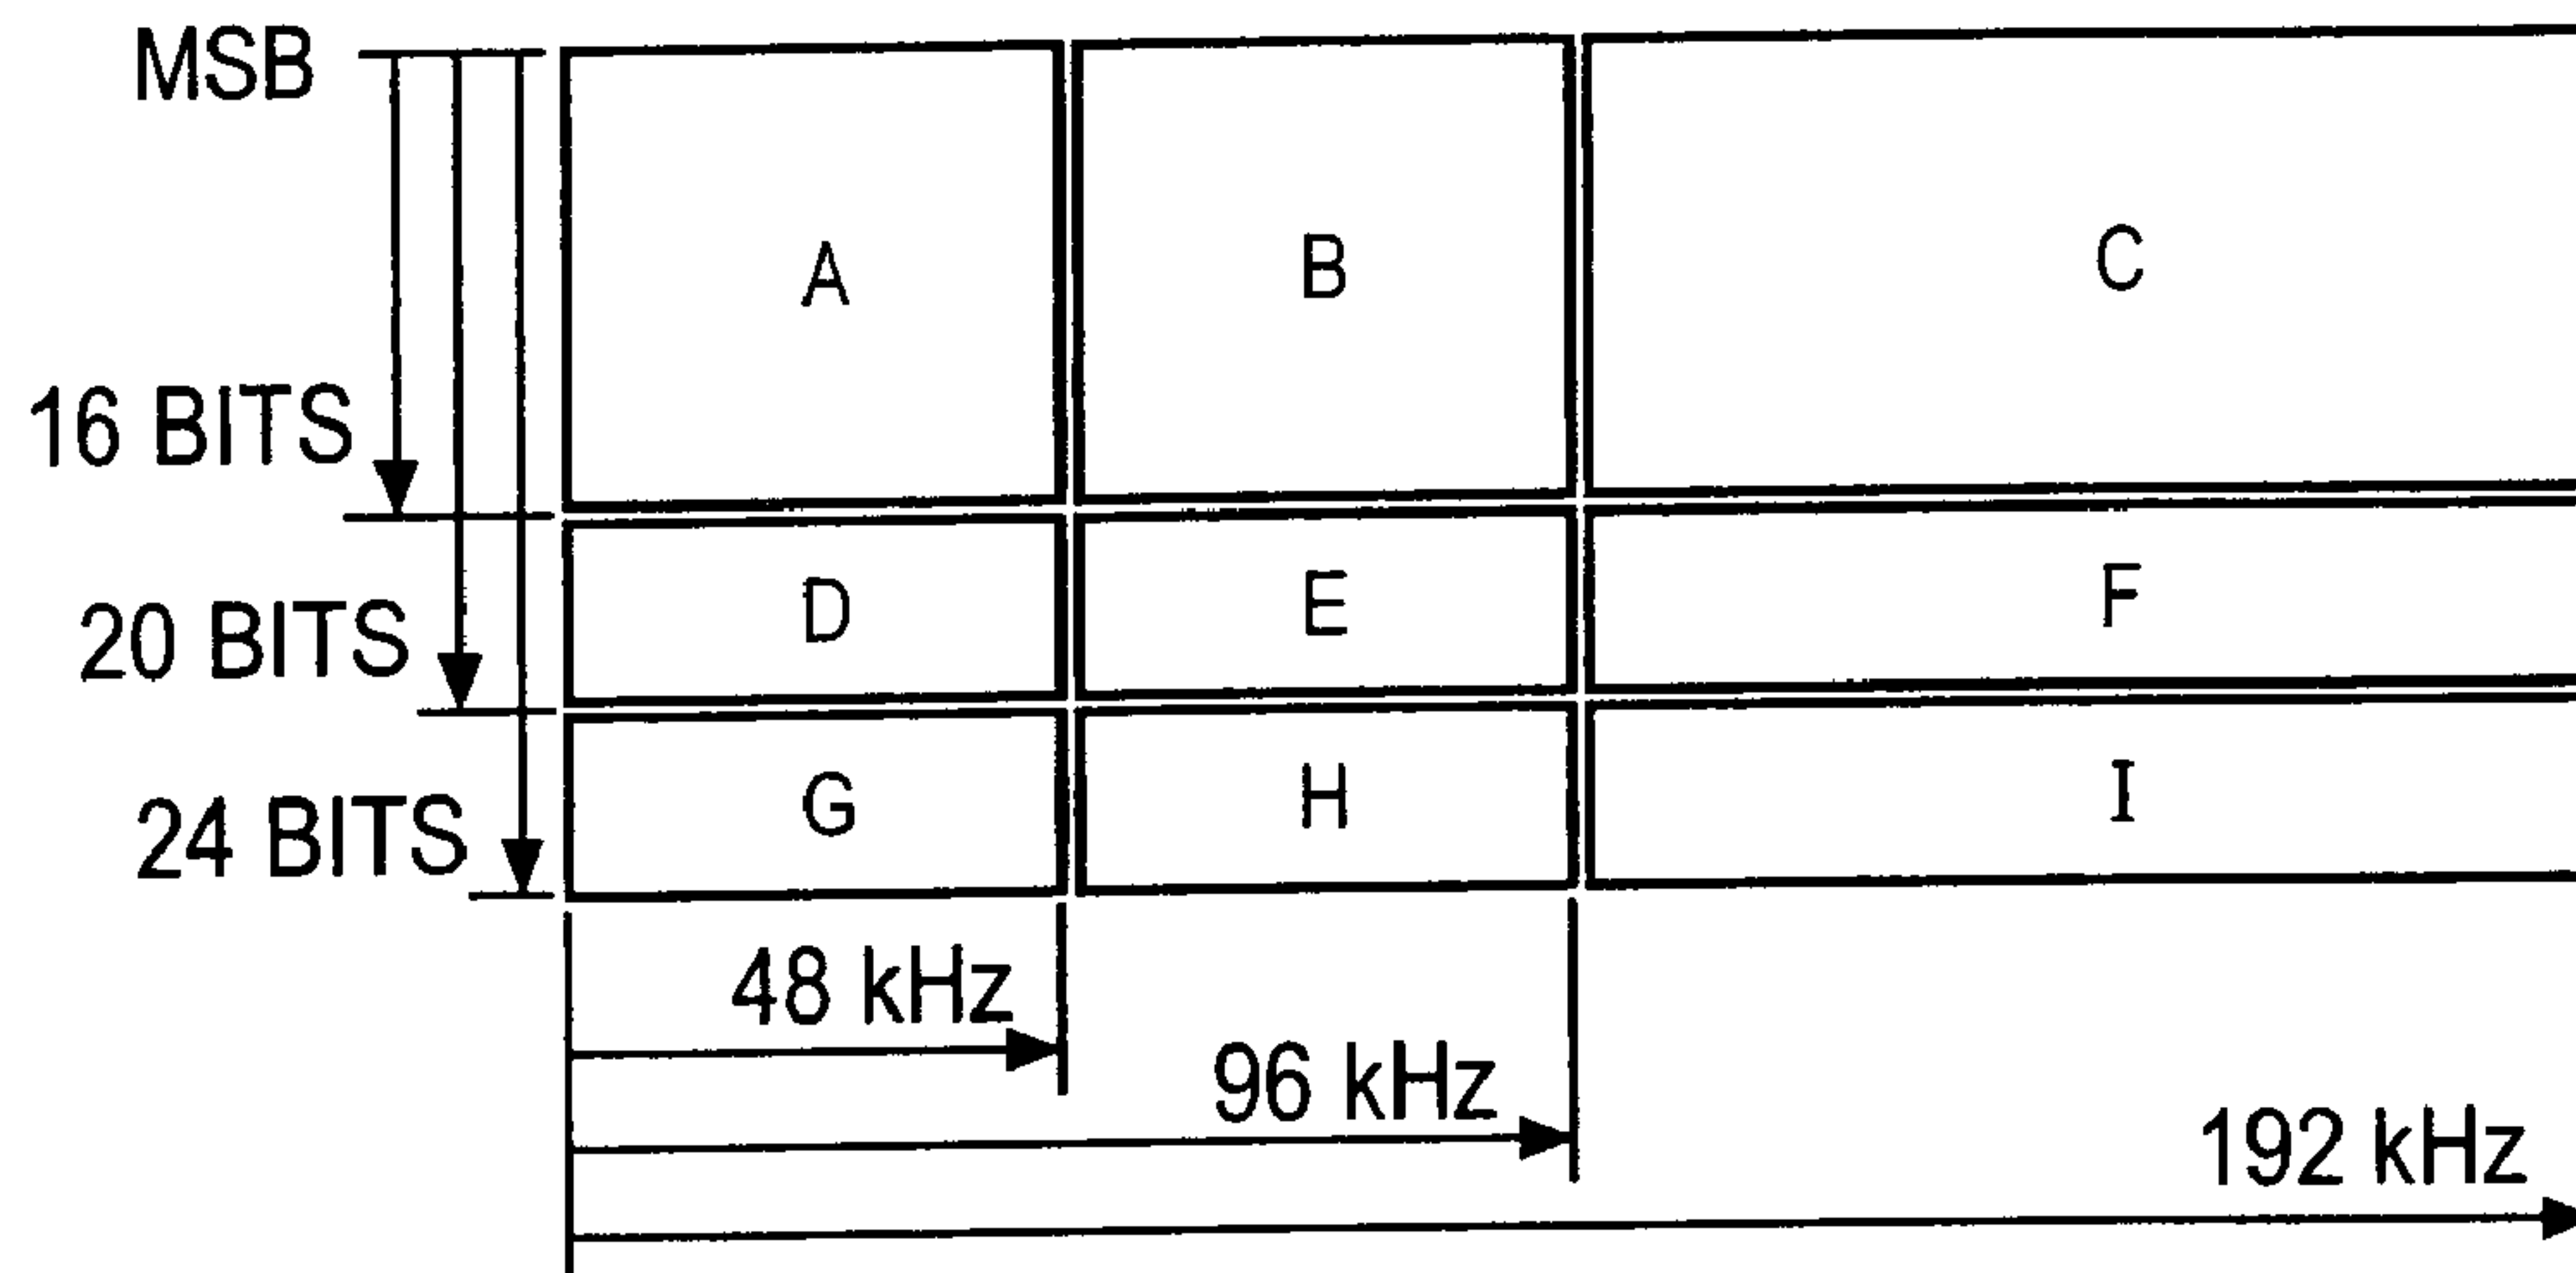 MSB
A B C
16 BITS
D E F
20 BITS
G H I
24 BITS
48 kHz
96 kHz
192 kHz